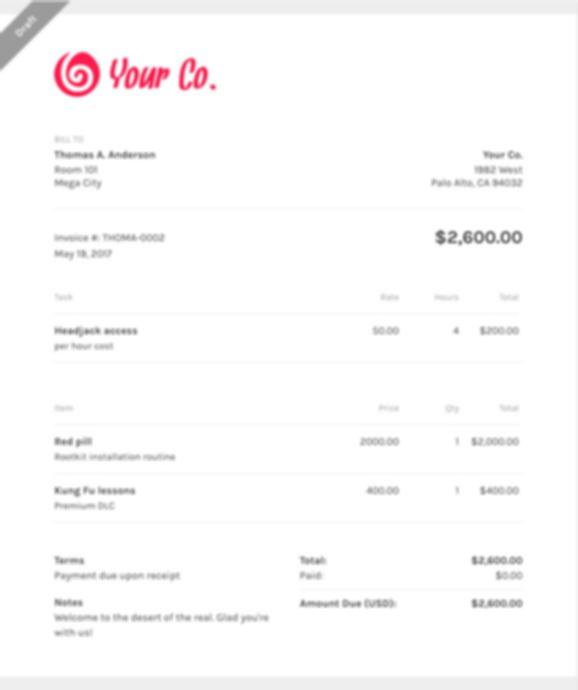 Draft
Your Co.
BILL TO
Thomas A. Anderson
Room 101
Mega City
Your Co.
1982 West
Palo Alto, CA 94032
Invoice #: THOMA-0002
May 19, 2017
$2,600.00
Task Rate Hours Total
Headjack access 50.00 4 $200.00
per hour cost
Item Price Qty Total
Red pill 2000.00 1 $2,000.00
Rootkit installation routine
Kung Fu lessons 400.00 1 $400.00
Premium DLC
Terms
Payment due upon receipt
Notes
Welcome to the desert of the real. Glad you're
with us!
Total: $2,600.00
Paid: $0.00
Amount Due (USD): $2,600.00